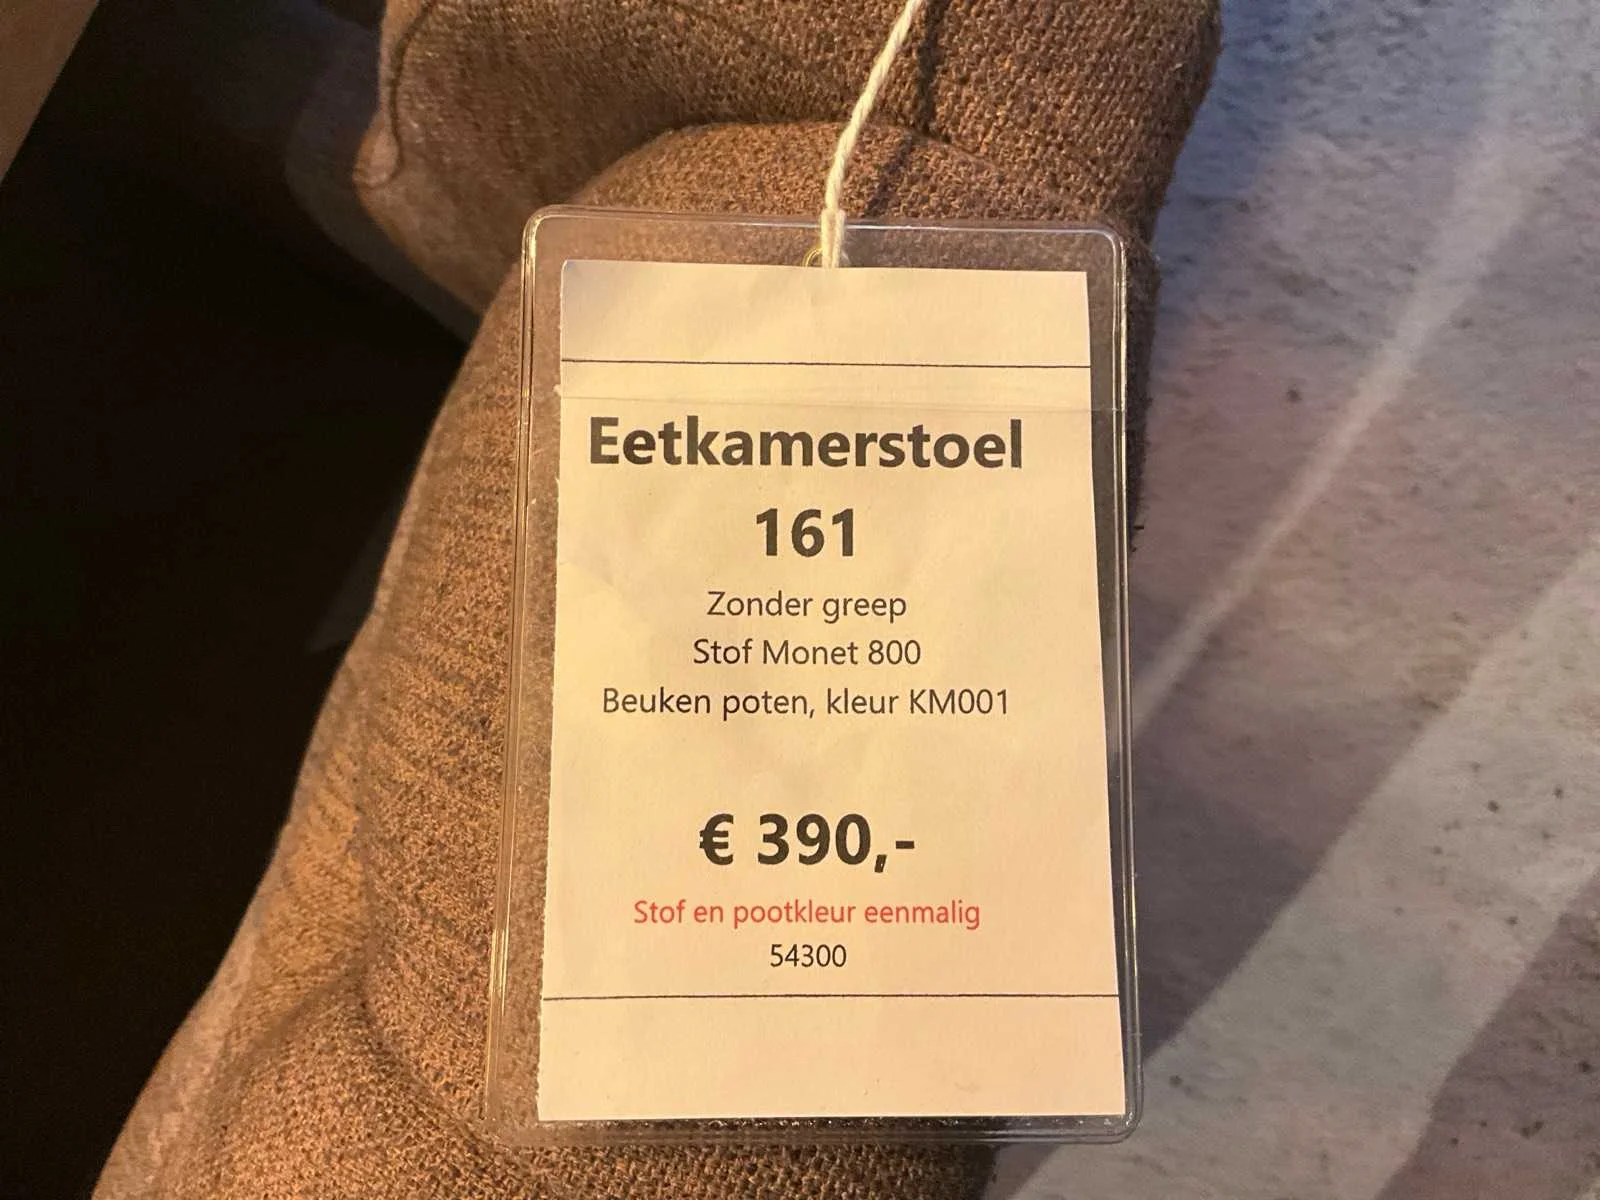 Eetkamerstoel
161
Zonder greep
Stof Monet 800
Beuken poten, kleur KM001
€ 390,-
Stof en pootkleur eenmalig
54300